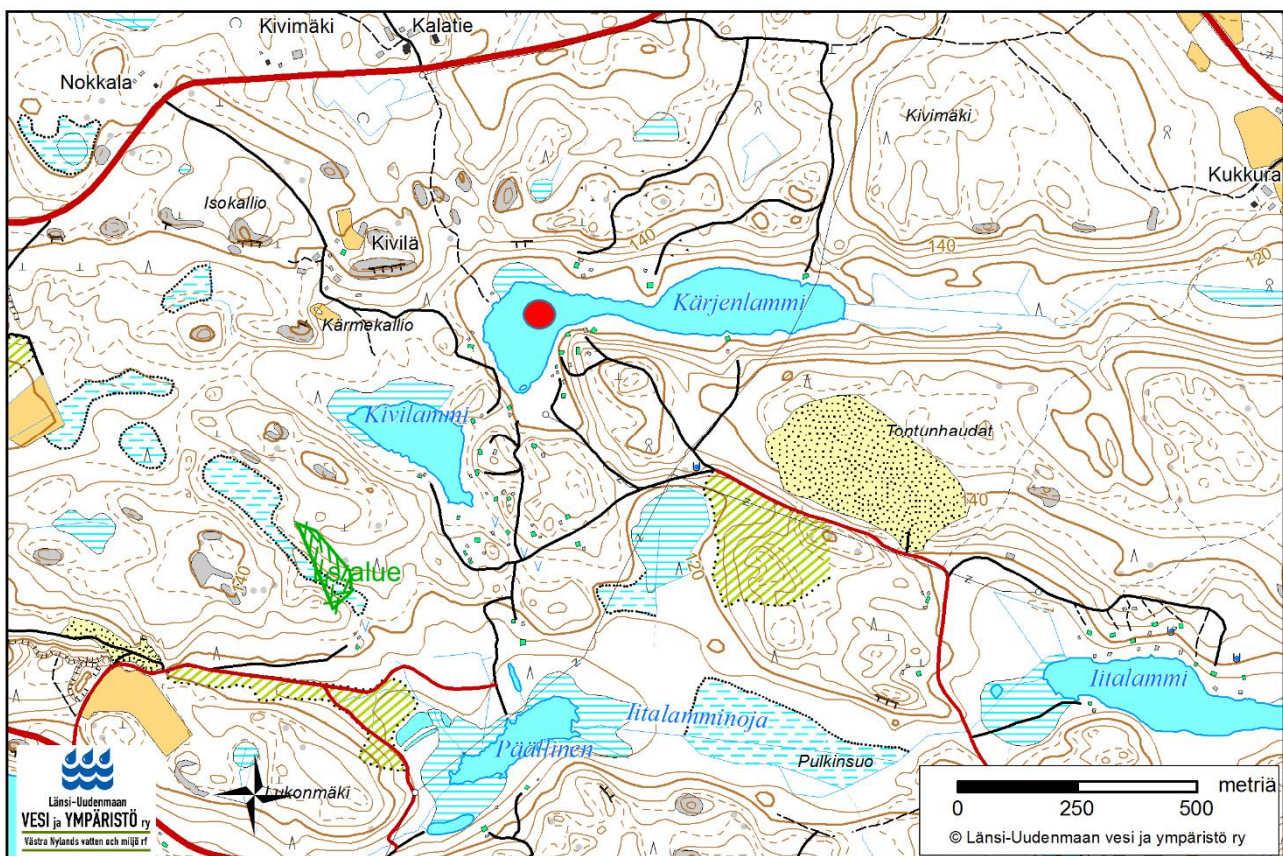 Kivimäki
Kalatie
Nokkala
Kivimäki
Kukkura
Isokallio
Kivilä
140
140
120
Kärjenlammi
Kärmekallio
Kivilammi
Tontunhaudat
140
120
140
Iitalammi
Iitalamminoja
Päällinen
Pulkinsuo
Lukonmäki
Länsi-Uudenmaan
VESI ja YMPÄRISTÖ ry
Västra Nylands vatten och miljö rf
metriä
0 250 500
© Länsi-Uudenmaan vesi ja ympäristö ry